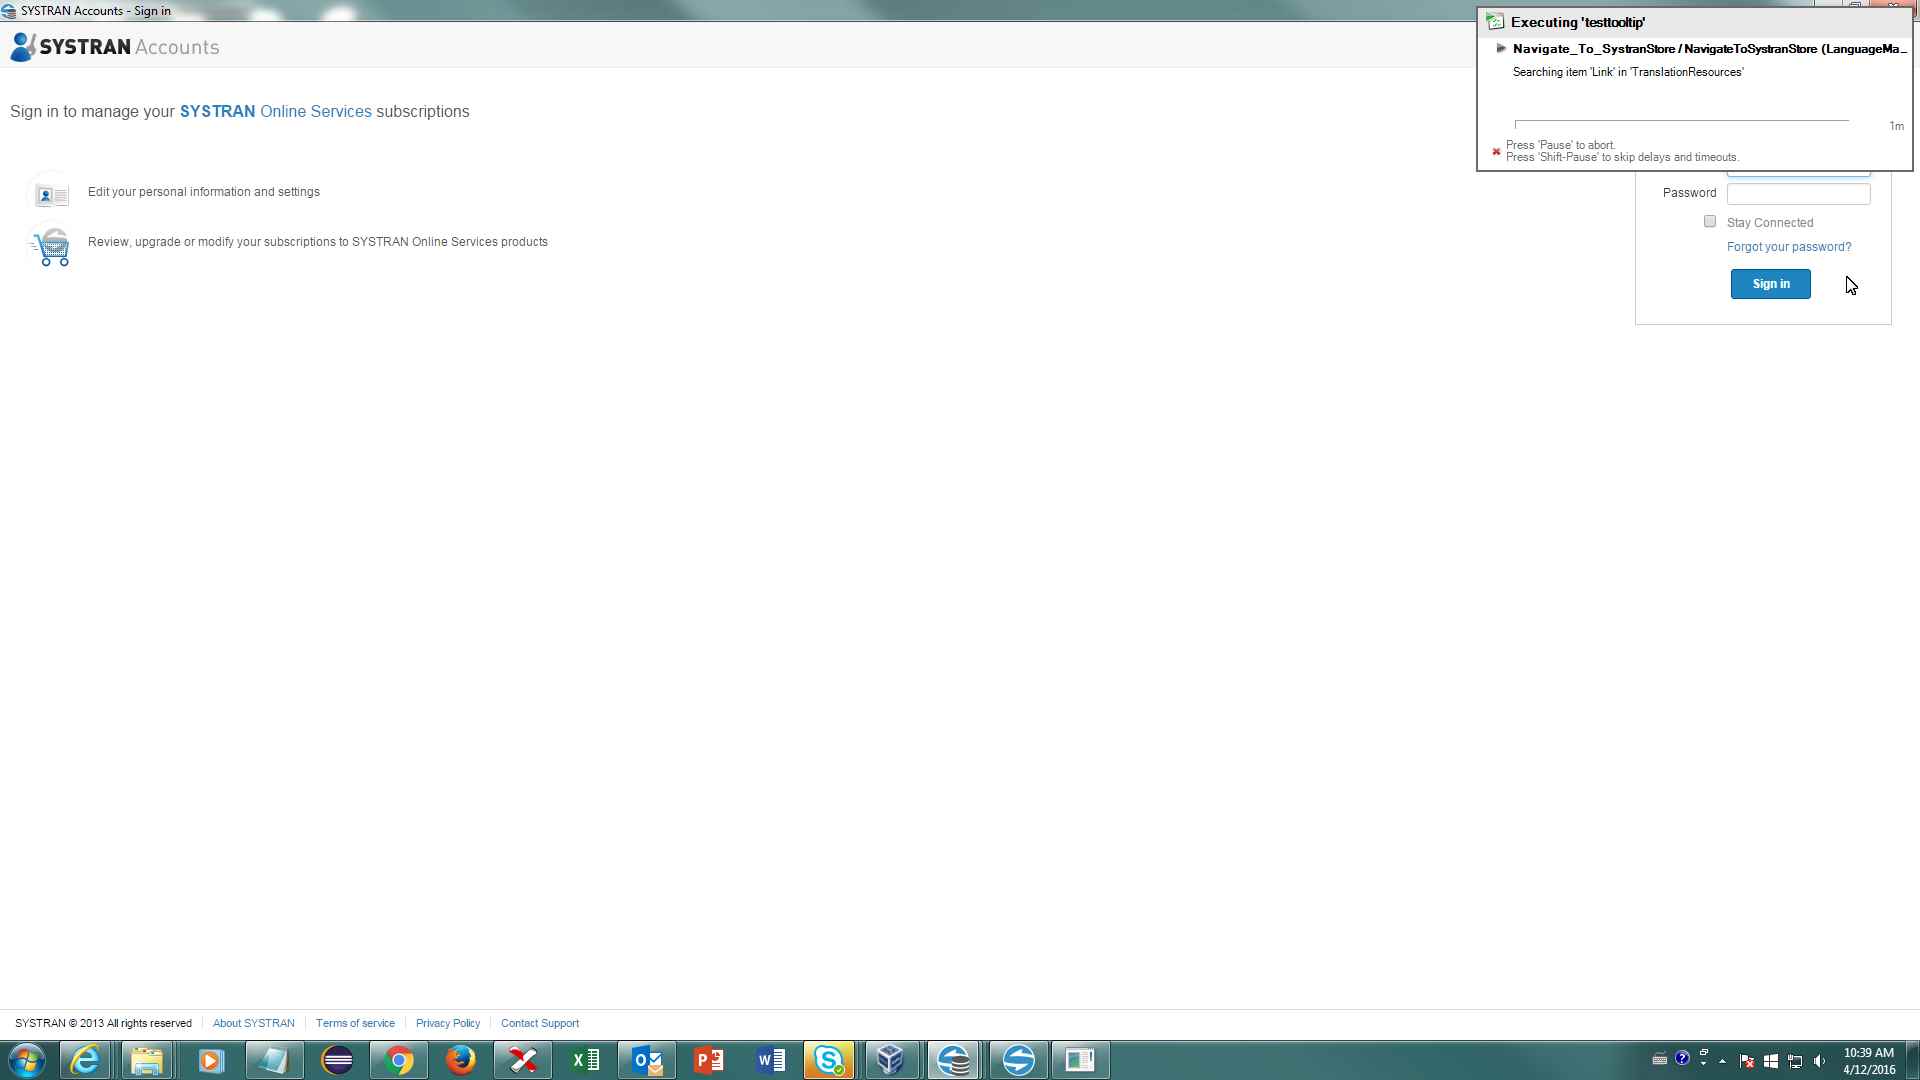 SYSTRAN Accounts - Sign in
SYSTRAN Accounts
Executing 'testtooltip'
Navigate_To_SystranStore / NavigateToSystranStore (LanguageMa...
Searching item 'Link' in 'TranslationResources'
1m
Press 'Pause' to abort.
Press 'Shift-Pause' to skip delays and timeouts.
Sign in to manage your SYSTRAN Online Services subscriptions
Edit your personal information and settings
Review, upgrade or modify your subscriptions to SYSTRAN Online Services products
Password
Stay Connected
Forgot your password?
Sign in
SYSTRAN © 2013 All rights reserved
About SYSTRAN
Terms of service
Privacy Policy
Contact Support
10:39 AM
4/12/2016